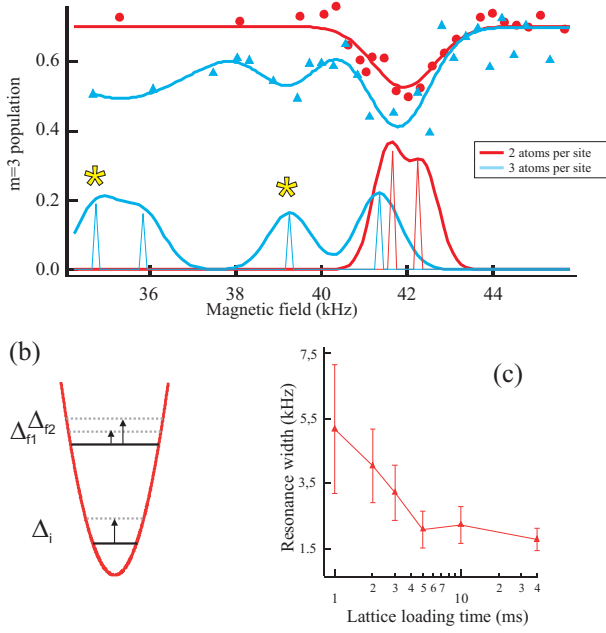 m=3 population
0.6
0.4
0.2
0.0
2 atoms per site
3 atoms per site
*
*
36 38 40 42 44
Magnetic field (kHz)
(b)
Δf1 Δf2
Δi
(c)
Resonance width (kHz)
7,5
5,5
3,5
1,5
1 2 3 4 5 6 7 10 2 3 4
Lattice loading time (ms)